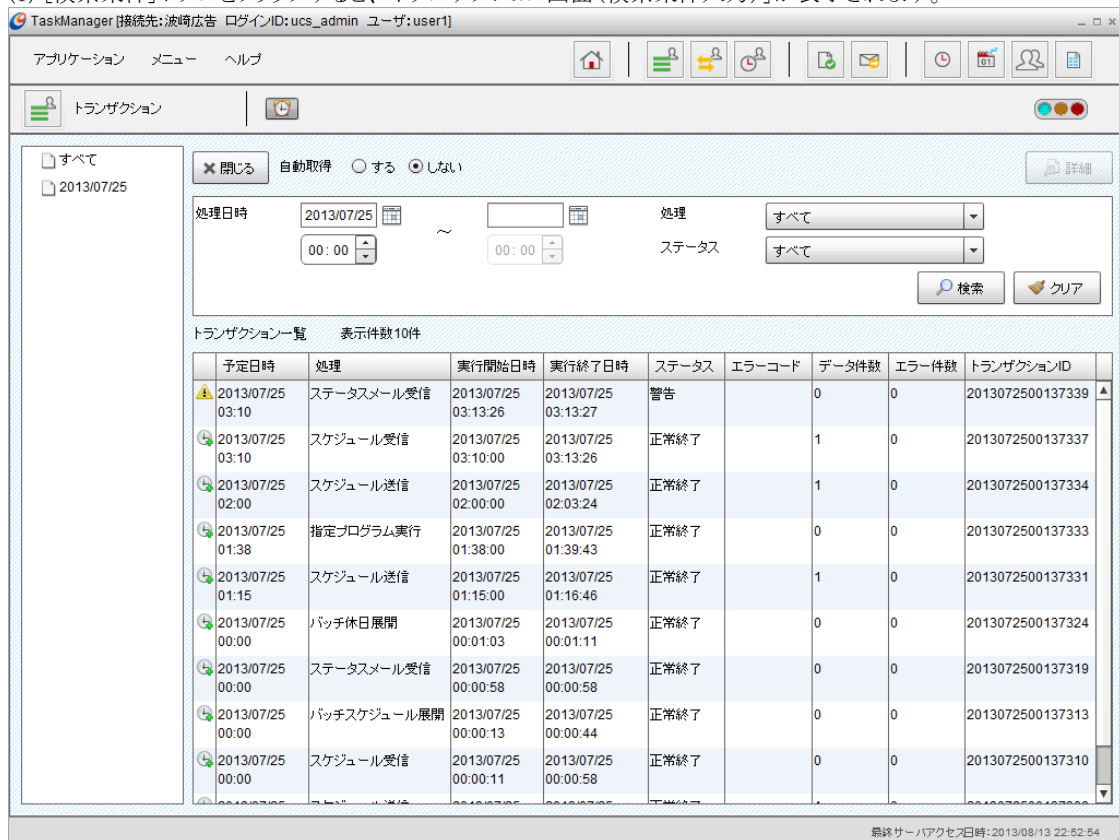 TaskManager [接続先:波崎広告 ログインID:ucs_admin ユーザ:user1]
アプリケーション メニュー ヘルプ
01
トランザクション
すべて
2013/07/25
閉じる 自動取得 する しない 詳細
処理日時 2013/07/25 ～ 処理 すべて
00:00 00:00 ステータス すべて
検索 クリア
トランザクション一覧 表示件数10件
予定日時 処理 実行開始日時 実行終了日時 ステータス エラーコード データ件数 エラー件数 トランザクションID
2013/07/25 03:10 ステータスメール受信 2013/07/25 03:13:26 2013/07/25 03:13:27 警告 0 0 2013072500137339
2013/07/25 03:10 スケジュール受信 2013/07/25 03:10:00 2013/07/25 03:13:26 正常終了 1 0 2013072500137337
2013/07/25 02:00 スケジュール送信 2013/07/25 02:00:00 2013/07/25 02:03:24 正常終了 1 0 2013072500137334
2013/07/25 01:38 指定プログラム実行 2013/07/25 01:38:00 2013/07/25 01:39:43 正常終了 0 0 2013072500137333
2013/07/25 01:15 スケジュール送信 2013/07/25 01:15:00 2013/07/25 01:16:46 正常終了 1 0 2013072500137331
2013/07/25 00:00 バッチ休日展開 2013/07/25 00:01:03 2013/07/25 00:01:11 正常終了 0 0 2013072500137324
2013/07/25 00:00 ステータスメール受信 2013/07/25 00:00:58 2013/07/25 00:00:58 正常終了 0 0 2013072500137319
2013/07/25 00:00 バッチスケジュール展開 2013/07/25 00:00:13 2013/07/25 00:00:44 正常終了 0 0 2013072500137313
2013/07/25 00:00 スケジュール受信 2013/07/25 00:00:11 2013/07/25 00:00:58 正常終了 0 0 2013072500137310
最終サーバアクセス日時:2013/08/13 22:52:54